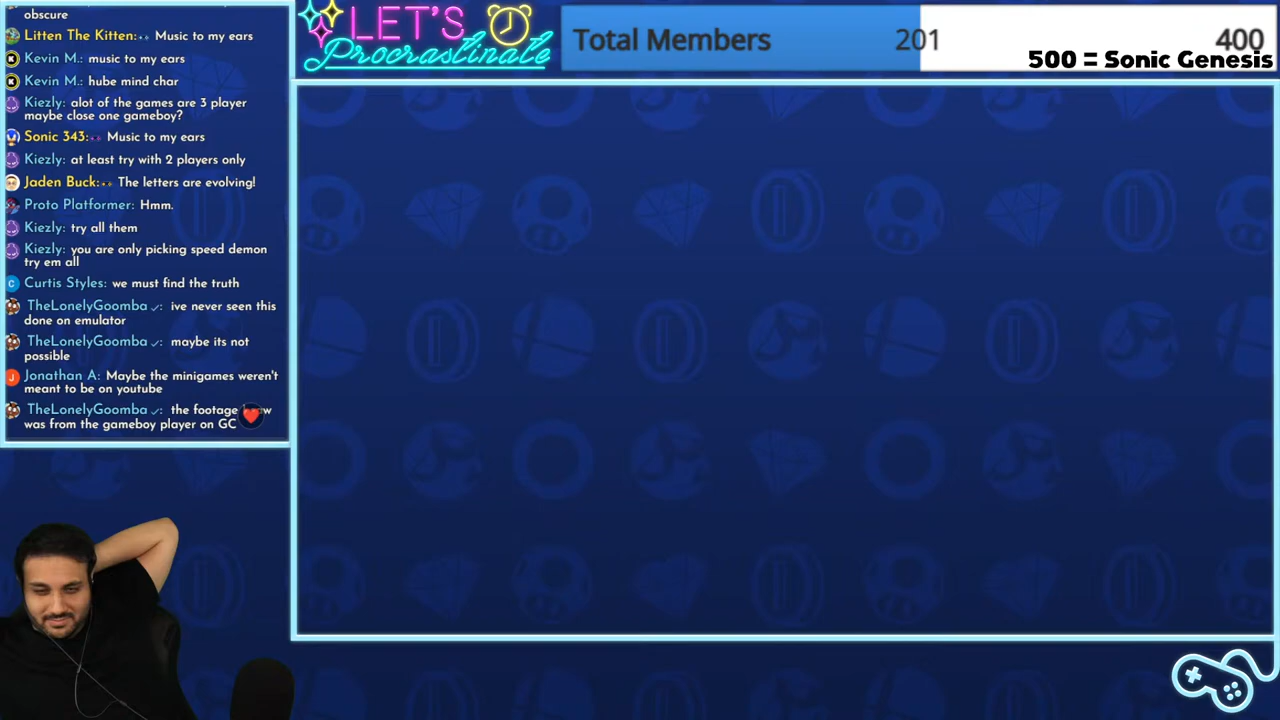 obscure
Litten The Kitten: Music to my ears
Kevin M.: music to my ears
Kevin M.: hube mind char
Kiezly: alot of the games are 3 player
maybe close one gameboy?
Sonic 343: Music to my ears
Kiezly: at least try with 2 players only
Jaden Buck: The letters are evolving!
Proto Platformer: Hmm.
Kiezly: try all them
Kiezly: you are only picking speed demon
try em all
Curtis Styles: we must find the truth
TheLonelyGoomba: ive never seen this
done on emulator
TheLonelyGoomba: maybe its not
possible
Jonathan A: Maybe the minigames weren't
meant to be on youtube
TheLonelyGoomba: the footage
was from the gameboy player on GC
LET'S
Procrastinate
Total Members 201 400
500 = Sonic Genesis